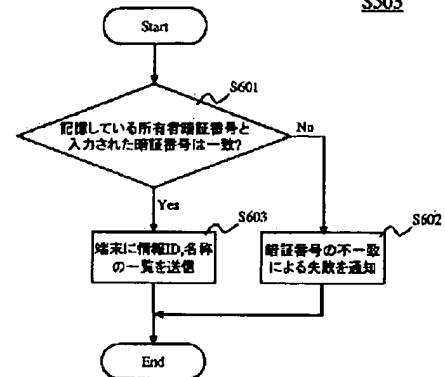 S503
Start
S601
記憶している所有者暗証番号と
入力された暗証番号は一致?
No
Yes
S603
S602
端末に情報ID,名称
の一覧を送信
暗証番号の不一致
による失敗を通知
End